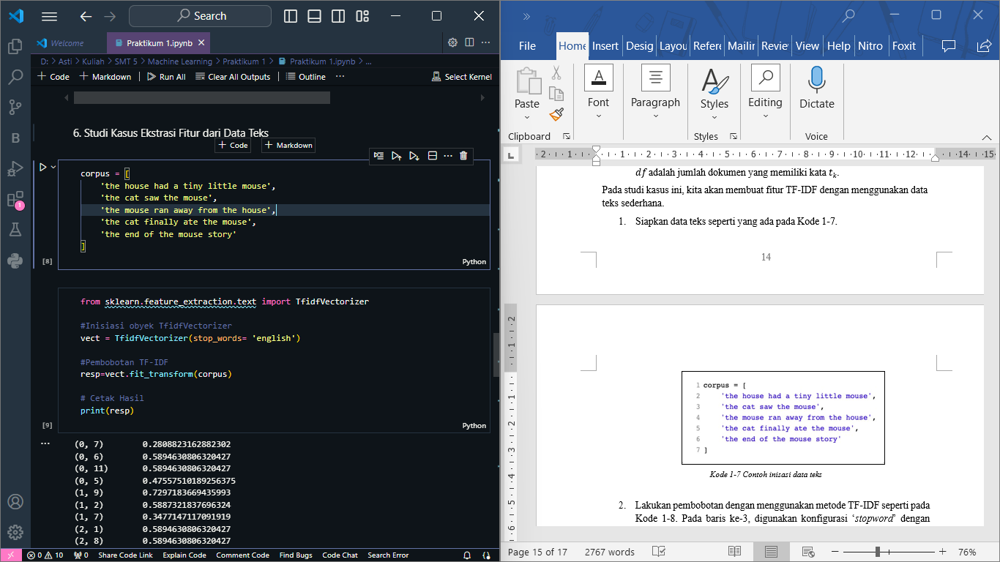 Search
Welcome
Praktikum 1.ipynb
D: > Asti > Kuliah > SMT 5 > Machine Learning > Praktikum 1 > Praktikum 1.ipynb > ...
+ Code + Markdown Run All Clear All Outputs Outline ... Select Kernel
6. Studi Kasus Ekstrasi Fitur dari Data Teks
+ Code + Markdown
corpus = [
'the house had a tiny little mouse',
'the cat saw the mouse',
'the mouse ran away from the house',
'the cat finally ate the mouse',
'the end of the mouse story'
]
[8]
Python
from sklearn.feature_extraction.text import TfidfVectorizer
#Inisiasi obyek TfidfVectorizer
vect = TfidfVectorizer(stop_words= 'english')
#Pembobotan TF-IDF
resp=vect.fit_transform(corpus)
# Cetak Hasil
print(resp)
[9]
Python
...
(0, 7) 0.2808823162882302
(0, 6) 0.5894630806320427
(0, 11) 0.5894630806320427
(0, 5) 0.47557510189256375
(1, 9) 0.7297183669435993
(1, 2) 0.5887321837696324
(1, 7) 0.3477147117091919
(2, 1) 0.5894630806320427
(2, 8) 0.5894630806320427
B
1
0 10 0 Share Code Link Explain Code Comment Code Find Bugs Code Chat Search Error
File Home Insert Desig Layou Refere Mailir Reviev View Help Nitro Foxit
Paste Font Paragraph Styles Editing Dictate
Clipboard Styles Voice
2 1 1 2 3 4 5 6 7 8 9 10 11 12 14 15
df adalah jumlah dokumen yang memiliki kata tk.
Pada studi kasus ini, kita akan membuat fitur TF-IDF dengan menggunakan data
teks sederhana.
1. Siapkan data teks seperti yang ada pada Kode 1-7.
14
2 1 1 2 3 4 5 6
1 corpus = [
2 'the house had a tiny little mouse',
3 'the cat saw the mouse',
4 'the mouse ran away from the house',
5 'the cat finally ate the mouse',
6 'the end of the mouse story'
7 ]
Kode 1-7 Contoh inisasi data teks
2. Lakukan pembobotan dengan menggunakan metode TF-IDF seperti pada
Kode 1-8. Pada baris ke-3, digunakan konfigurasi ‘stopword’ dengan
Page 15 of 17 2767 words 76%